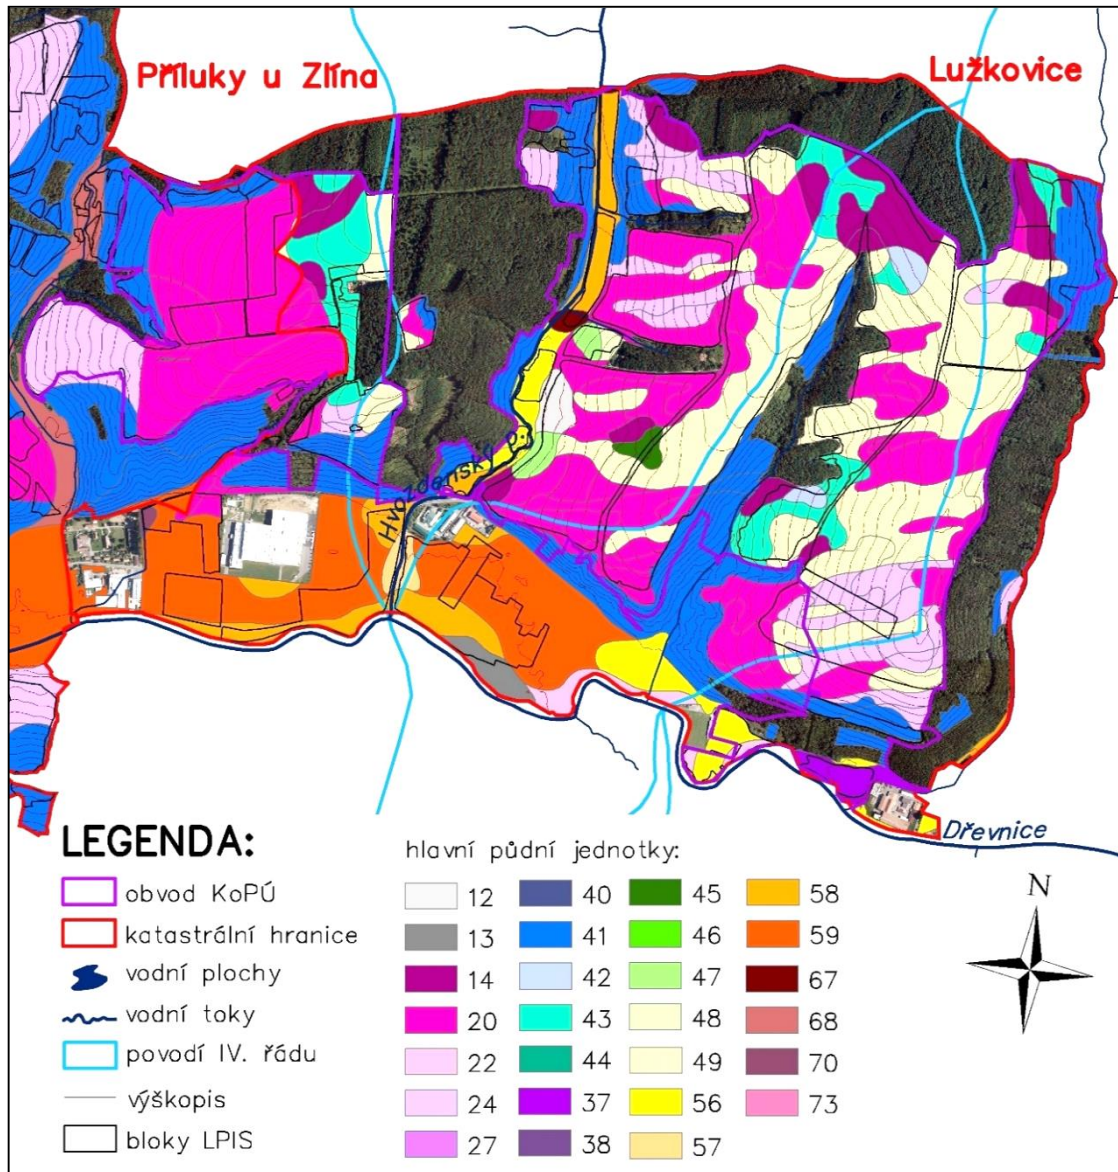 Příluky u Zlína
Lužkovice
Hvozdenský
Dřevnice
LEGENDA:
obvod KoPÚ
katastrální hranice
vodní plochy
vodní toky
povodí IV. řádu
výškopis
bloky LPIS
hlavní půdní jednotky:
12
13
14
20
22
24
27
40
41
42
43
44
37
38
45
46
47
48
49
56
57
58
59
67
68
70
73
N